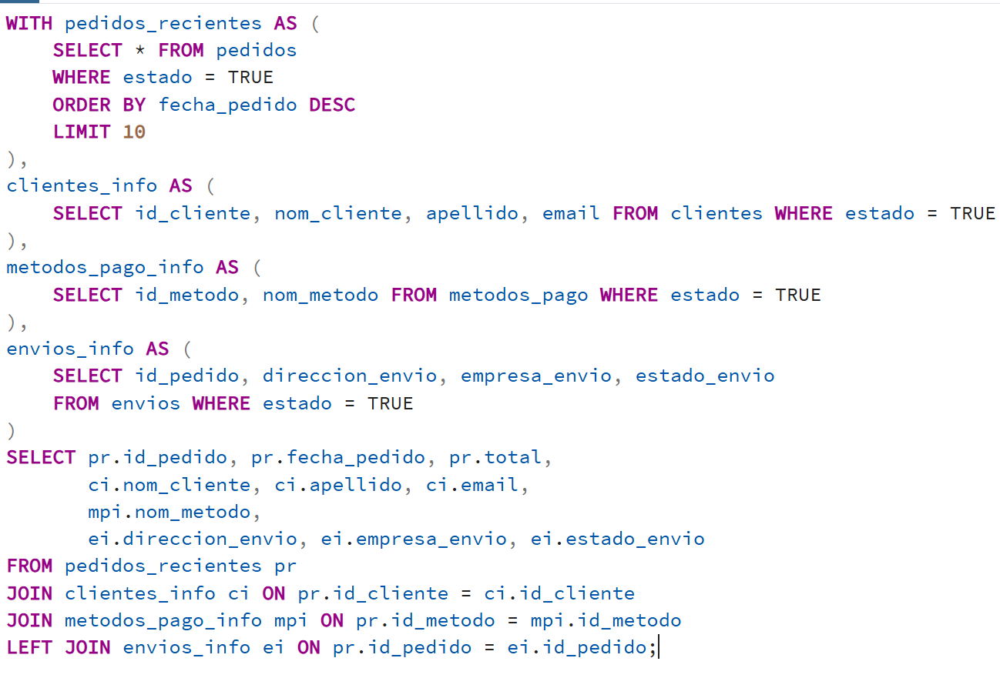 WITH pedidos_recientes AS (
    SELECT * FROM pedidos
    WHERE estado = TRUE
    ORDER BY fecha_pedido DESC
    LIMIT 10
),
clientes_info AS (
    SELECT id_cliente, nom_cliente, apellido, email FROM clientes WHERE estado = TRUE
),
metodos_pago_info AS (
    SELECT id_metodo, nom_metodo FROM metodos_pago WHERE estado = TRUE
),
envios_info AS (
    SELECT id_pedido, direccion_envio, empresa_envio, estado_envio
    FROM envios WHERE estado = TRUE
)
SELECT pr.id_pedido, pr.fecha_pedido, pr.total,
       ci.nom_cliente, ci.apellido, ci.email,
       mpi.nom_metodo,
       ei.direccion_envio, ei.empresa_envio, ei.estado_envio
FROM pedidos_recientes pr
JOIN clientes_info ci ON pr.id_cliente = ci.id_cliente
JOIN metodos_pago_info mpi ON pr.id_metodo = mpi.id_metodo
LEFT JOIN envios_info ei ON pr.id_pedido = ei.id_pedido;